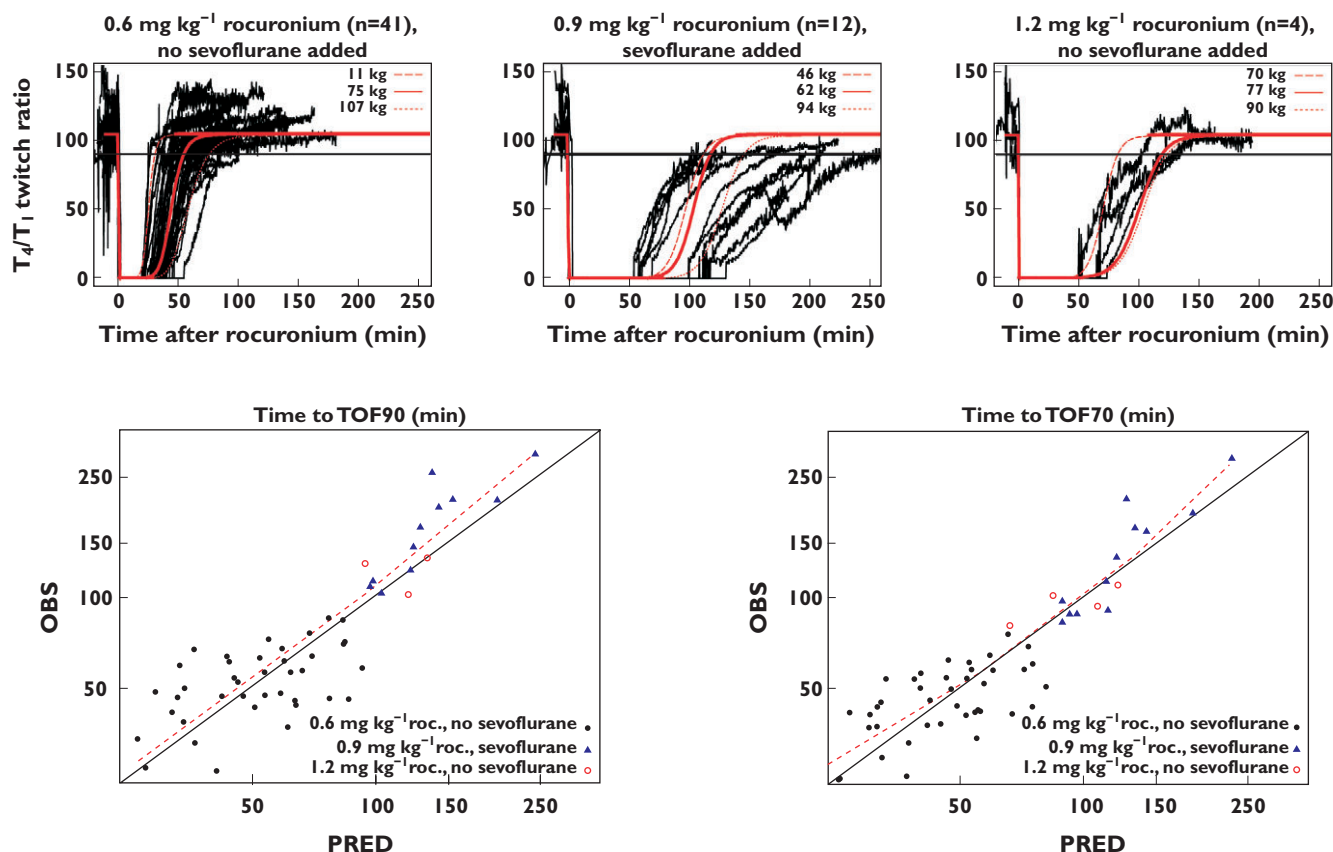 0.6 mg kg⁻¹ rocuronium (n=41),
no sevoflurane added
0.9 mg kg⁻¹ rocuronium (n=12),
sevoflurane added
1.2 mg kg⁻¹ rocuronium (n=4),
no sevoflurane added
T₄/T₁ twitch ratio
150
100
50
0
11 kg
75 kg
107 kg
0 50 100 150 200 250
Time after rocuronium (min)
150
100
50
0
46 kg
62 kg
94 kg
0 50 100 150 200 250
Time after rocuronium (min)
150
100
50
0
70 kg
77 kg
90 kg
0 50 100 150 200 250
Time after rocuronium (min)
Time to TOF90 (min)
OBS
250
150
100
50
0.6 mg kg⁻¹roc., no sevoflurane
0.9 mg kg⁻¹roc., sevoflurane
1.2 mg kg⁻¹roc., no sevoflurane
50 100 150 250
PRED
Time to TOF70 (min)
OBS
250
150
100
50
0.6 mg kg⁻¹roc., no sevoflurane
0.9 mg kg⁻¹roc., sevoflurane
1.2 mg kg⁻¹roc., no sevoflurane
50 100 150 250
PRED